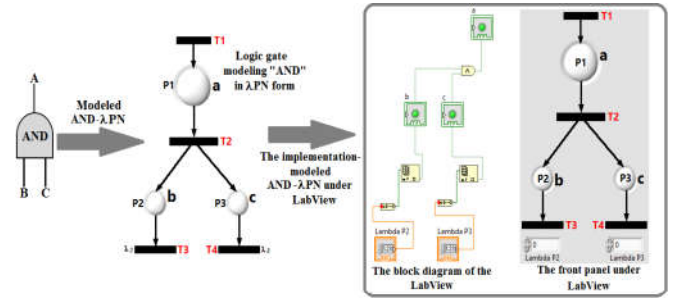 A
AND
B C
Modeled
AND-λPN
T1
P1
a
Logic gate
modeling "AND"
in λPN form
T2
P2
b
P3
c
T3
T4
The implementation-
modeled
AND -λPN under
LabView
a
A
b
c
Lambda P2
Lambda P3
The block diagram of the
LabView
T1
P1
a
T2
P2
b
P3
c
T3
T4
0
0
Lambda P2
Lambda P3
The front panel under
LabView